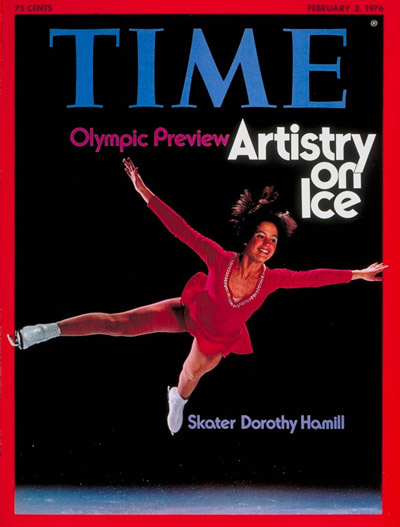 75 CENTS
FEBRUARY 2, 1976
TIME
®
Olympic Preview
Artistry
on
Ice
Skater Dorothy Hamill